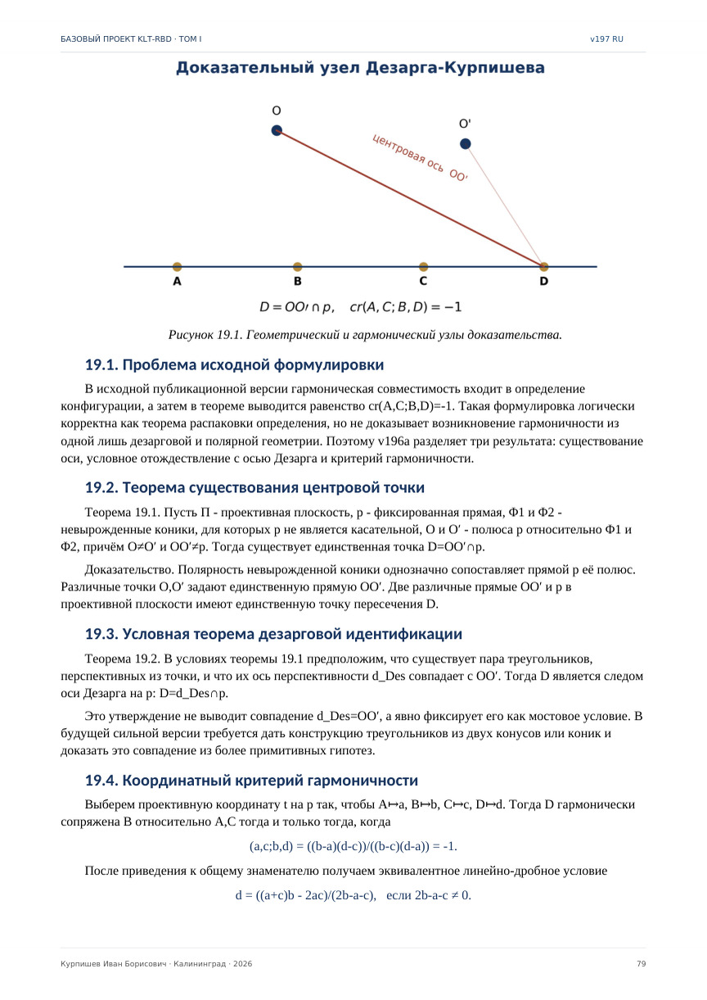 БАЗОВЫЙ ПРОЕКТ KLT-RBD · ТОМ I
v197 RU
Доказательный узел Дезарга-Курпишева
O
O'
центровая ось OO'
A
B
C
D
D = OO′ ∩ p, cr(A, C; B, D) = −1
Рисунок 19.1. Геометрический и гармонический узлы доказательства.
19.1. Проблема исходной формулировки
В исходной публикационной версии гармоническая совместимость входит в определение
конфигурации, а затем в теореме выводится равенство cr(A,C;B,D)=-1. Такая формулировка логически
корректна как теорема распаковки определения, но не доказывает возникновение гармоничности из
одной лишь дезарговой и полярной геометрии. Поэтому v196a разделяет три результата: существование
оси, условное отождествление с осью Дезарга и критерий гармоничности.
19.2. Теорема существования центровой точки
Теорема 19.1. Пусть П - проективная плоскость, p - фиксированная прямая, Ф1 и Ф2 -
невырожденные коники, для которых p не является касательной, O и O′ - полюса p относительно Ф1 и
Ф2, причём O≠O′ и OO′≠p. Тогда существует единственная точка D=OO′∩p.
Доказательство. Полярность невырожденной коники однозначно сопоставляет прямой p её полюс.
Различные точки O,O′ задают единственную прямую OO′. Две различные прямые OO′ и p в
проективной плоскости имеют единственную точку пересечения D.
19.3. Условная теорема дезарговой идентификации
Теорема 19.2. В условиях теоремы 19.1 предположим, что существует пара треугольников,
перспективных из точки, и что их ось перспективности d_Des совпадает с OO′. Тогда D является следом
оси Дезарга на p: D=d_Des∩p.
Это утверждение не выводит совпадение d_Des=OO′, а явно фиксирует его как мостовое условие. В
будущей сильной версии требуется дать конструкцию треугольников из двух конусов или коник и
доказать это совпадение из более примитивных гипотез.
19.4. Координатный критерий гармоничности
Выберем проективную координату t на p так, чтобы A↦a, B↦b, C↦c, D↦d. Тогда D гармонически
сопряжена B относительно A,C тогда и только тогда, когда
(a,c;b,d) = ((b-a)(d-c))/((b-c)(d-a)) = -1.
После приведения к общему знаменателю получаем эквивалентное линейно-дробное условие
d = ((a+c)b - 2ac)/(2b-a-c), если 2b-a-c ≠ 0.
Курпишев Иван Борисович · Калининград · 2026
79